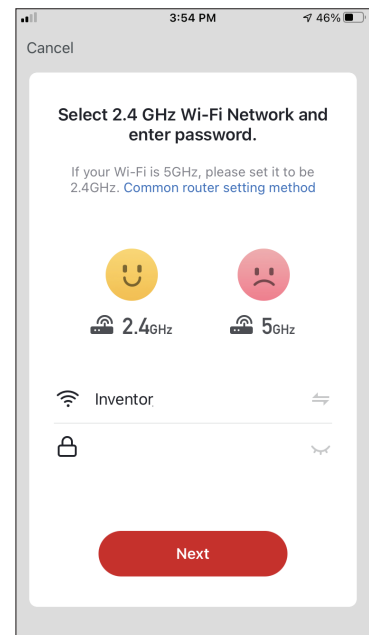 3:54 PM
46%
Cancel
Select 2.4 GHz Wi-Fi Network and
enter password.
If your Wi-Fi is 5GHz, please set it to be
2.4GHz. Common router setting method
2.4GHz
5GHz
Inventor
Next